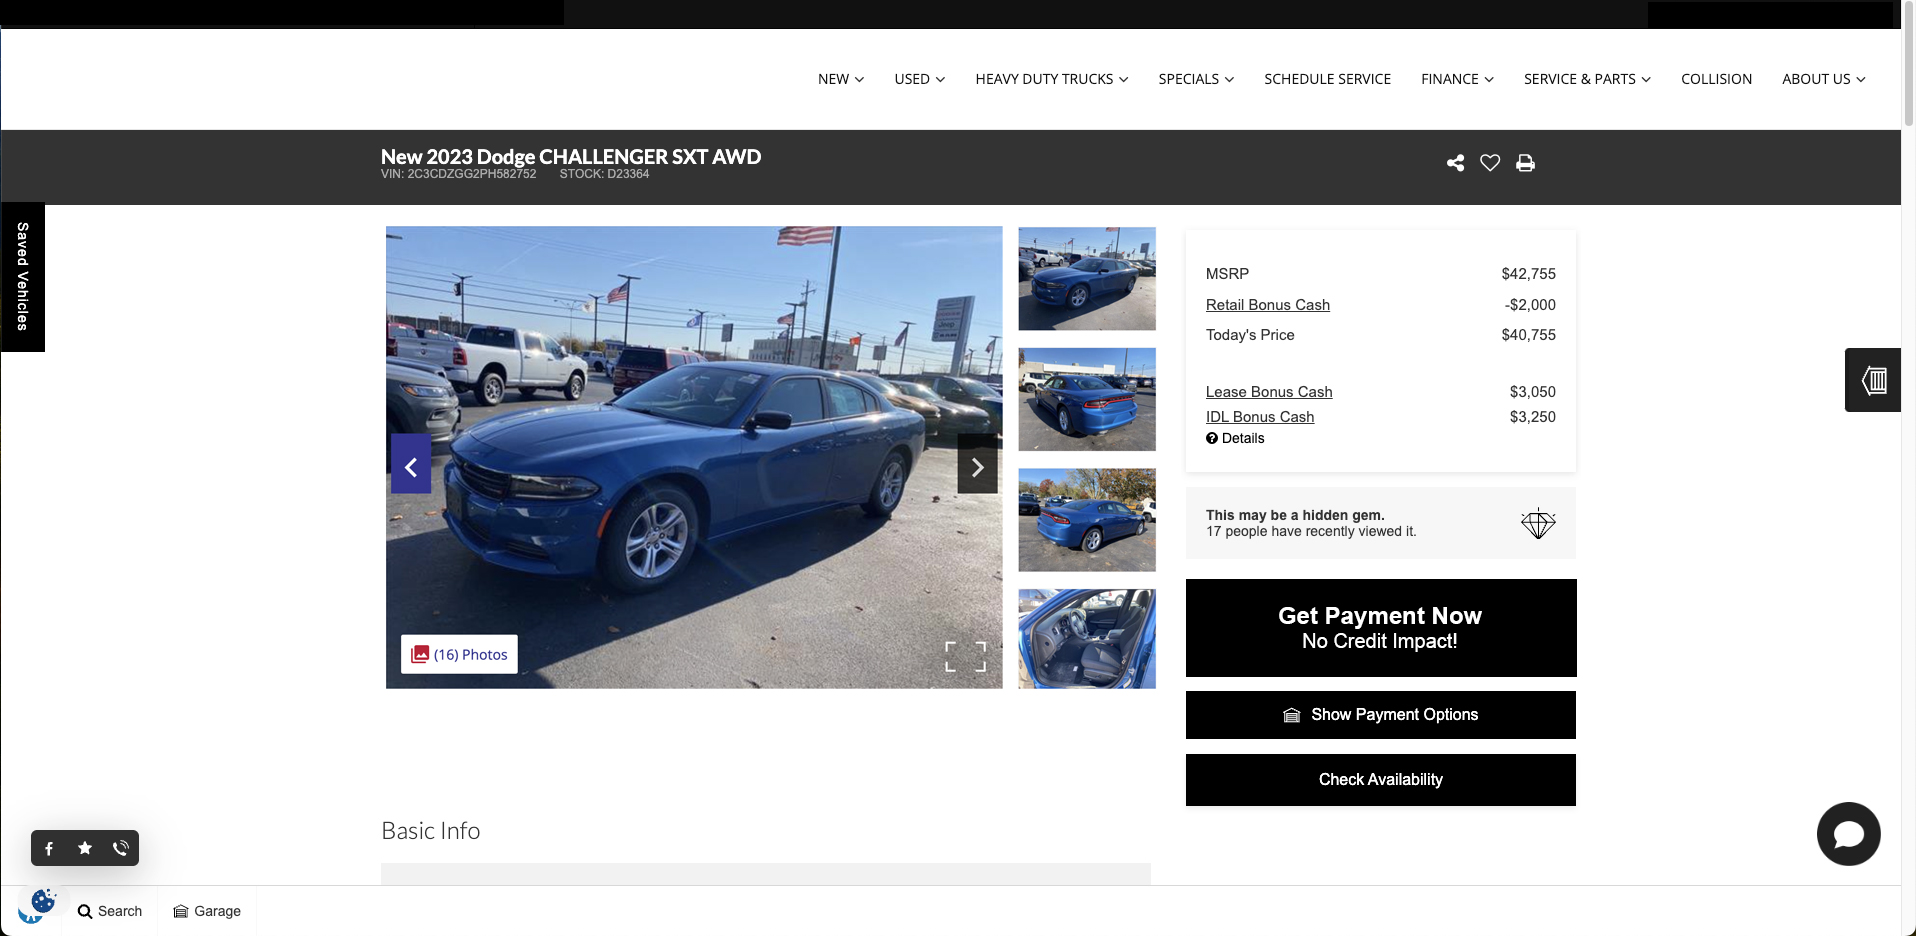 NEW
USED
HEAVY DUTY TRUCKS
SPECIALS
SCHEDULE SERVICE
FINANCE
SERVICE & PARTS
COLLISION
ABOUT US
New 2023 Dodge CHALLENGER SXT AWD
VIN: 2C3CDZGG2PH582752 STOCK: D23364
Saved Vehicles
Jeep
RAM
(16) Photos
MSRP $42,755
Retail Bonus Cash -$2,000
Today's Price $40,755
Lease Bonus Cash $3,050
IDL Bonus Cash $3,250
Details
This may be a hidden gem.
17 people have recently viewed it.
Get Payment Now
No Credit Impact!
Show Payment Options
Check Availability
Basic Info
Search
Garage